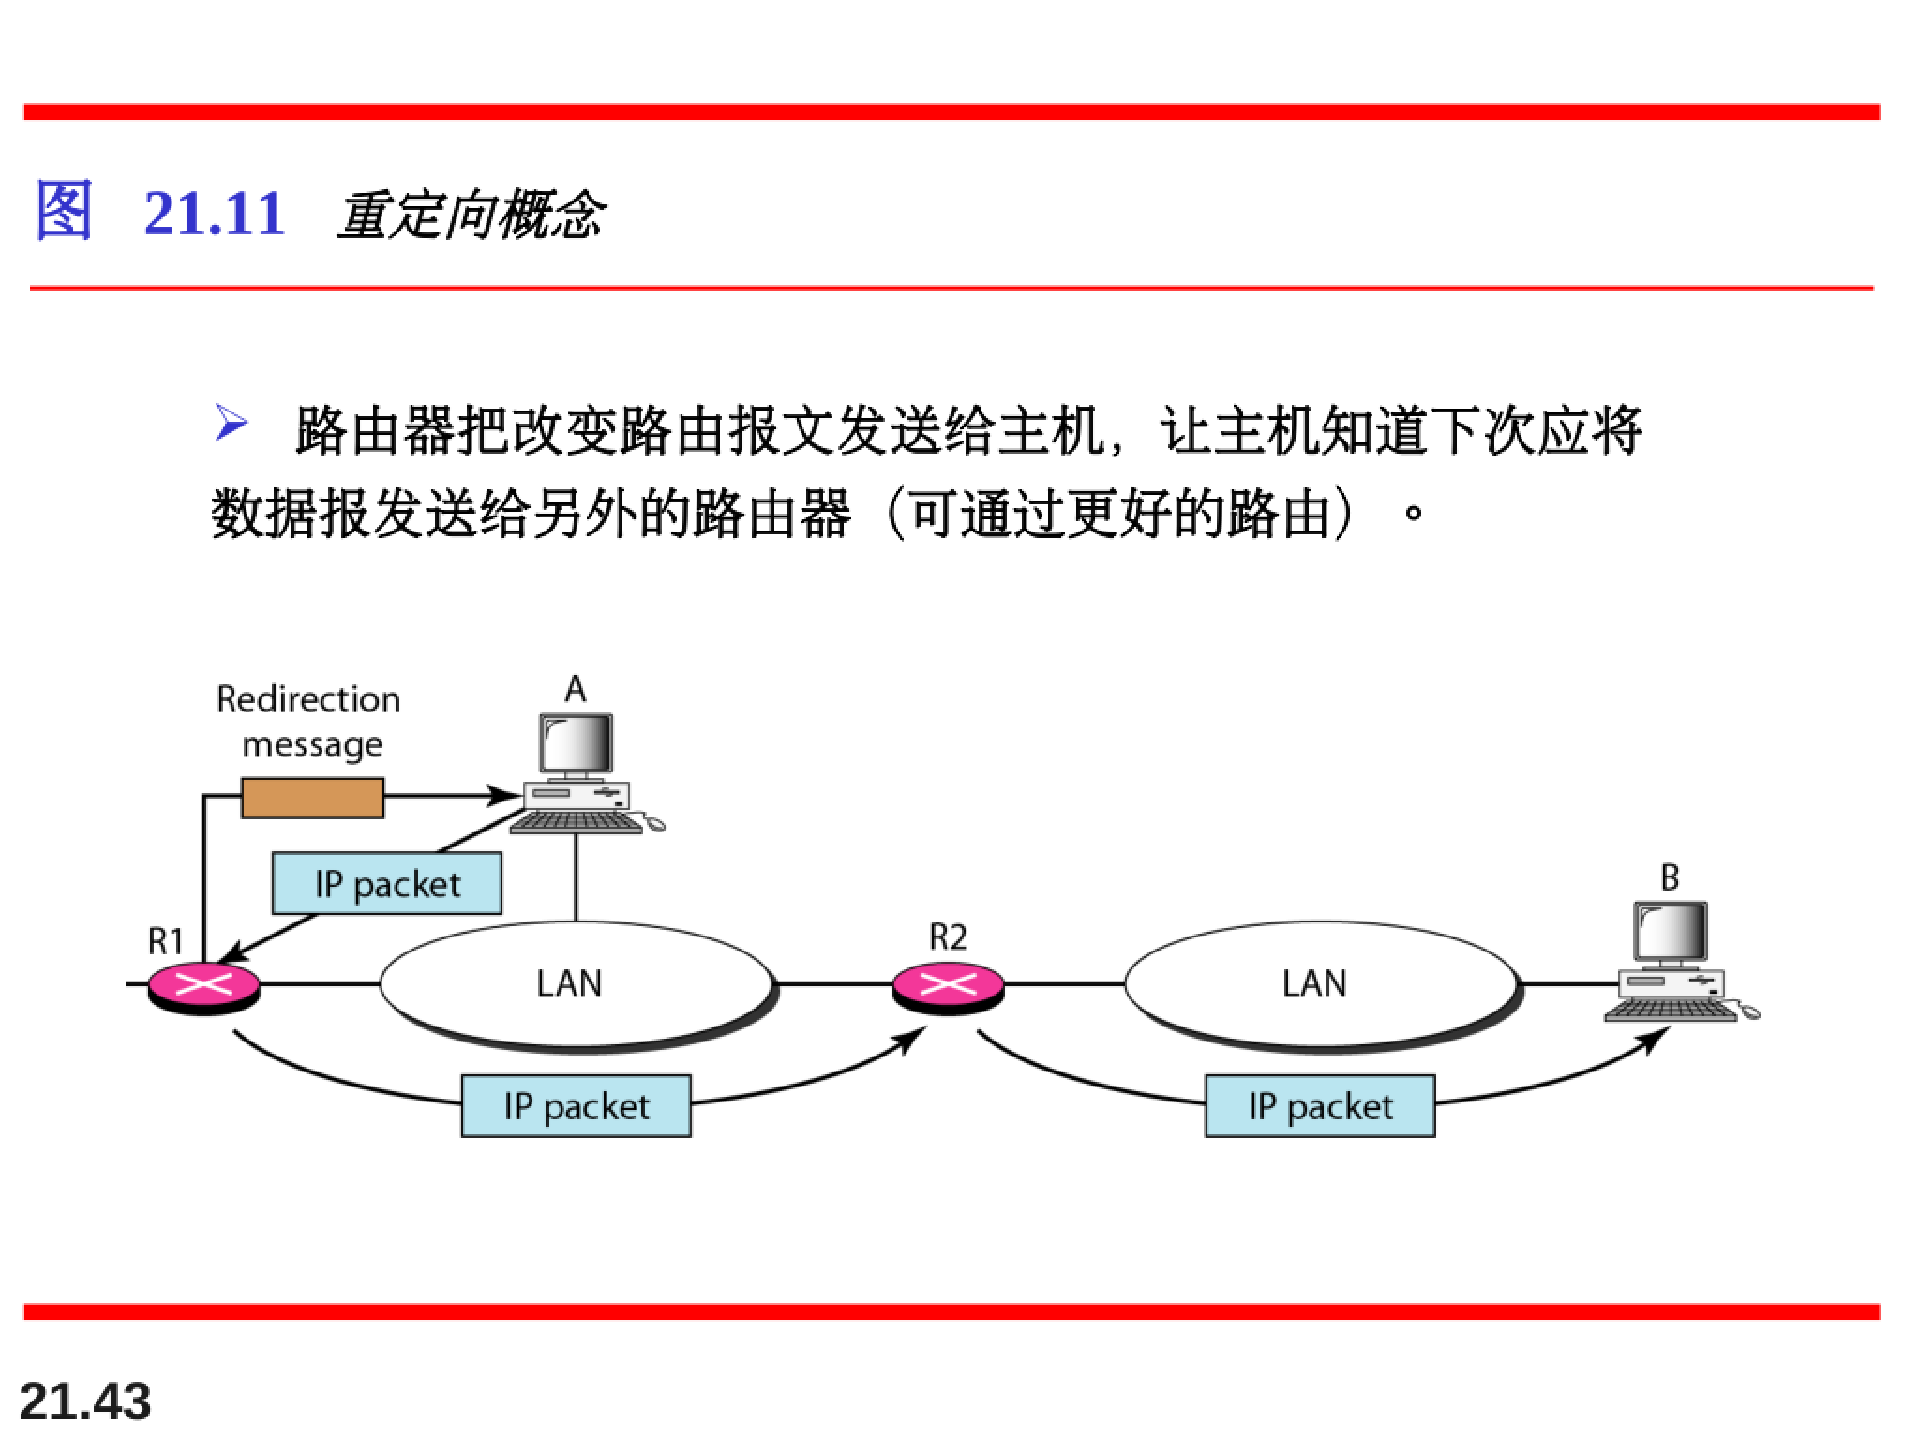 图 21.11 重定向概念
路由器把改变路由报文发送给主机，让主机知道下次应将
数据报发送给另外的路由器（可通过更好的路由）。
Redirection
message
A
IP packet
R1
LAN
R2
LAN
B
IP packet
IP packet
21.43